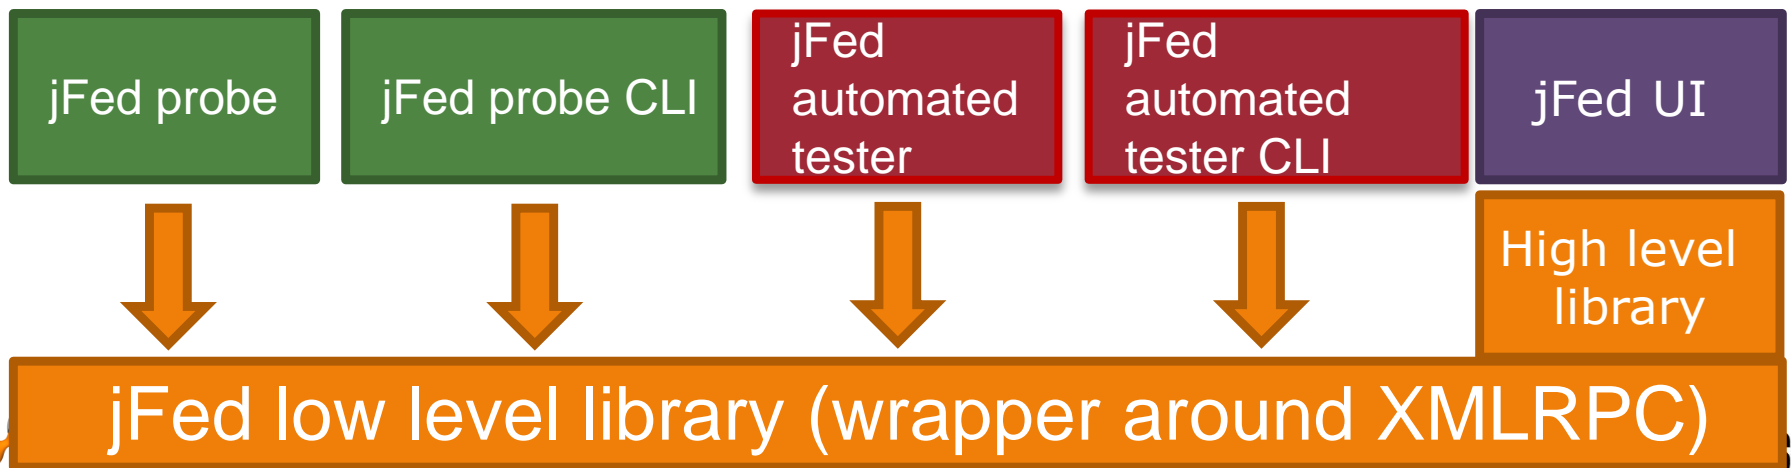 jFed probe
jFed probe CLI
jFed
automated
tester
jFed
automated
tester CLI
jFed UI
High level
library
jFed low level library (wrapper around XMLRPC)